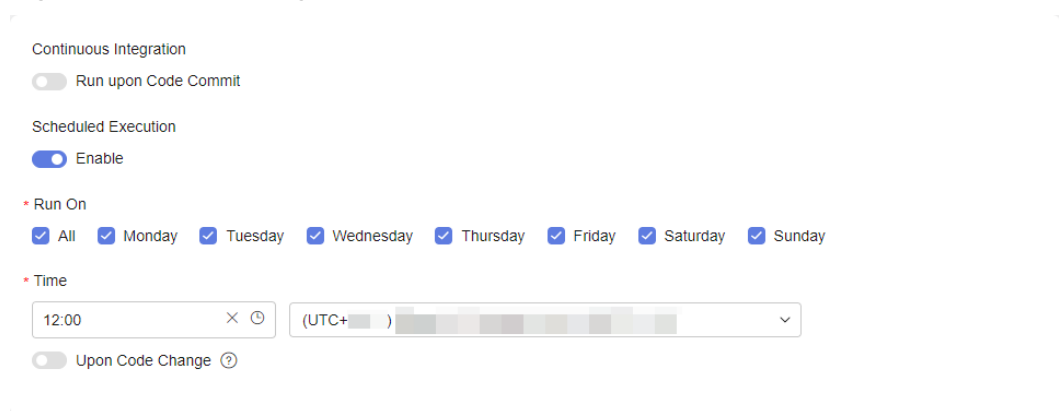 Continuous Integration
Run upon Code Commit
Scheduled Execution
Enable
* Run On
All Monday Tuesday Wednesday Thursday Friday Saturday Sunday
* Time
12:00 (UTC+ )
Upon Code Change ?